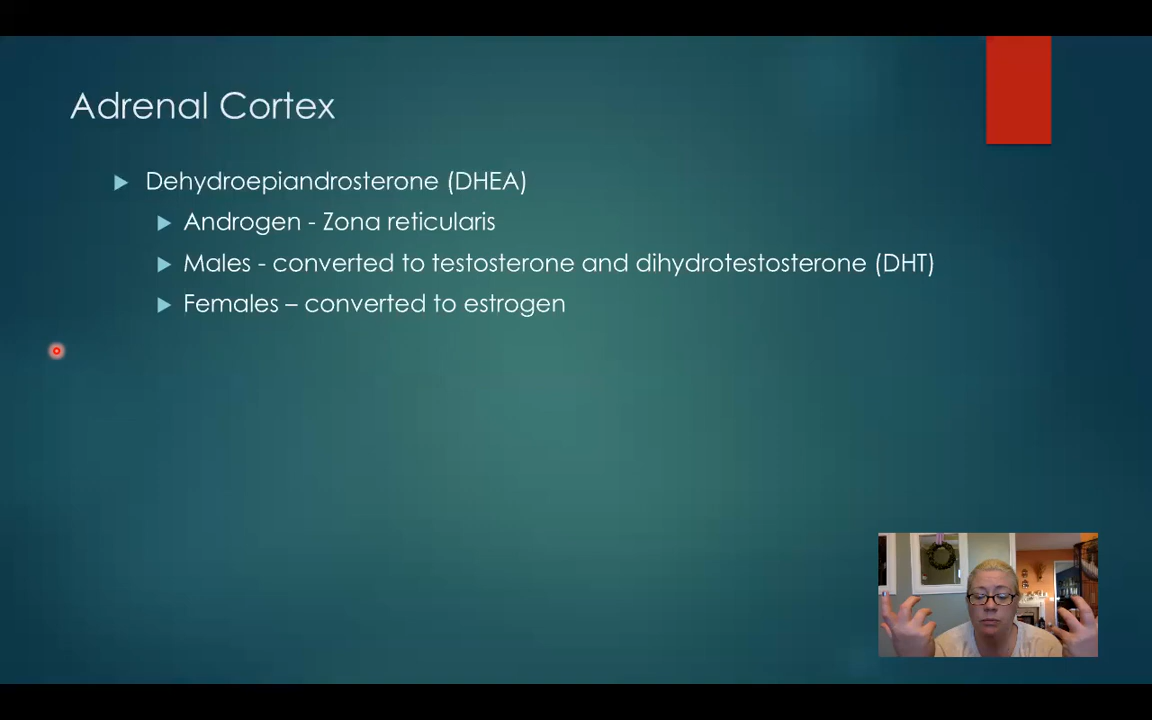 Adrenal Cortex
Dehydroepiandrosterone (DHEA)
Androgen - Zona reticularis
Males - converted to testosterone and dihydrotestosterone (DHT)
Females – converted to estrogen